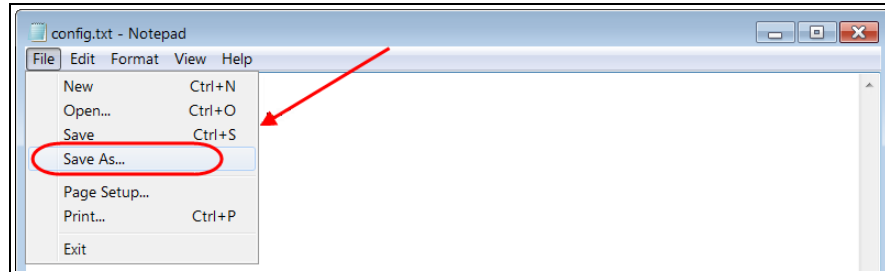 config.txt - Notepad
File Edit Format View Help
New Ctrl+N
Open... Ctrl+O
Save Ctrl+S
Save As...
Page Setup...
Print... Ctrl+P
Exit